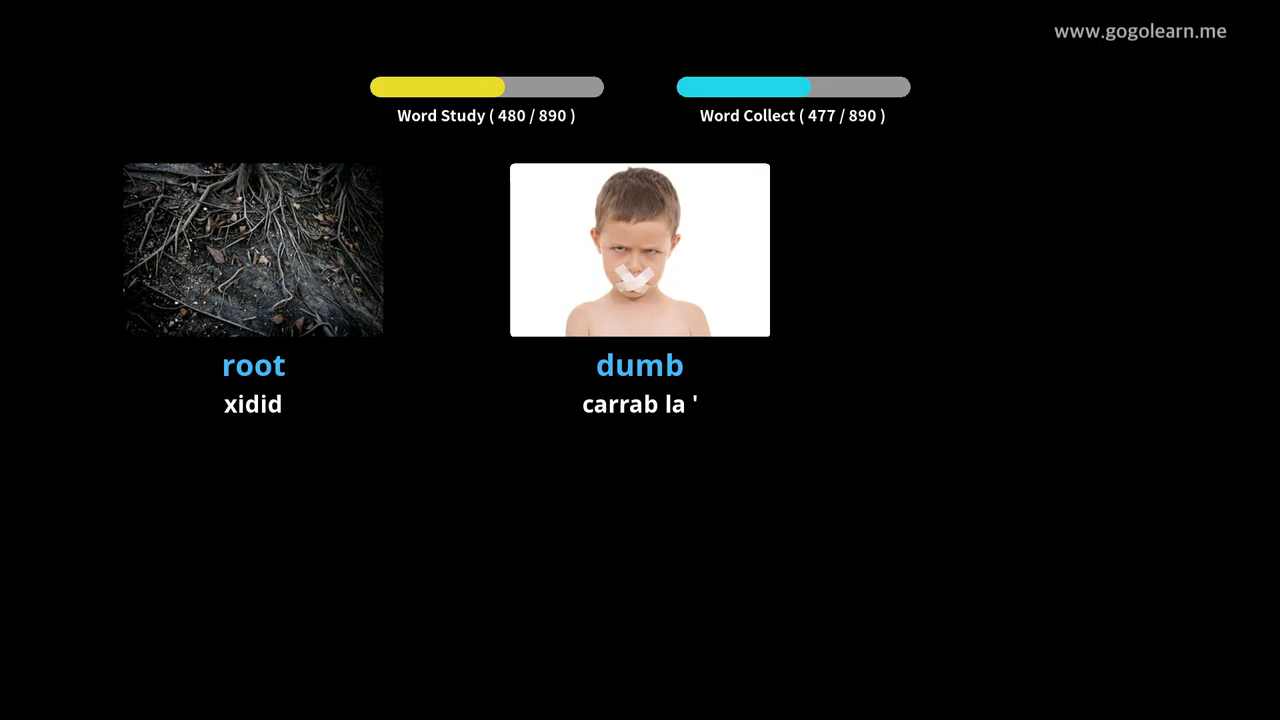 www.gogolearn.me
Word Study ( 480 / 890 )
Word Collect ( 477 / 890 )
root
dumb
xidid
carrab la '